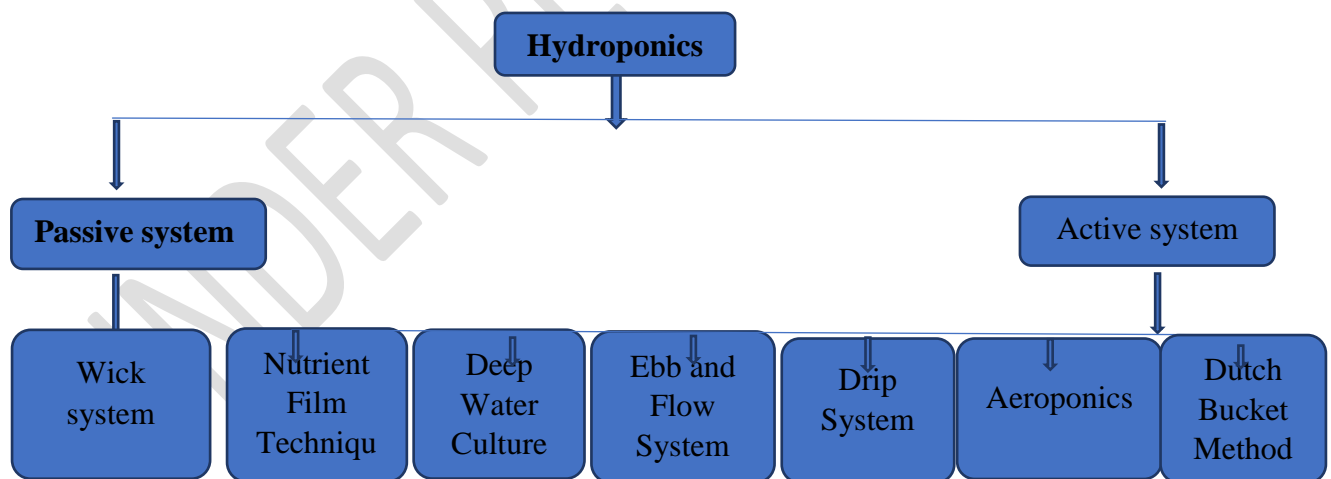 Hydroponics
Passive system
Active system
Wick
system
Nutrient
Film
Techniqu
Deep
Water
Culture
Ebb and
Flow
System
Drip
System
Aeroponics
Dutch
Bucket
Method